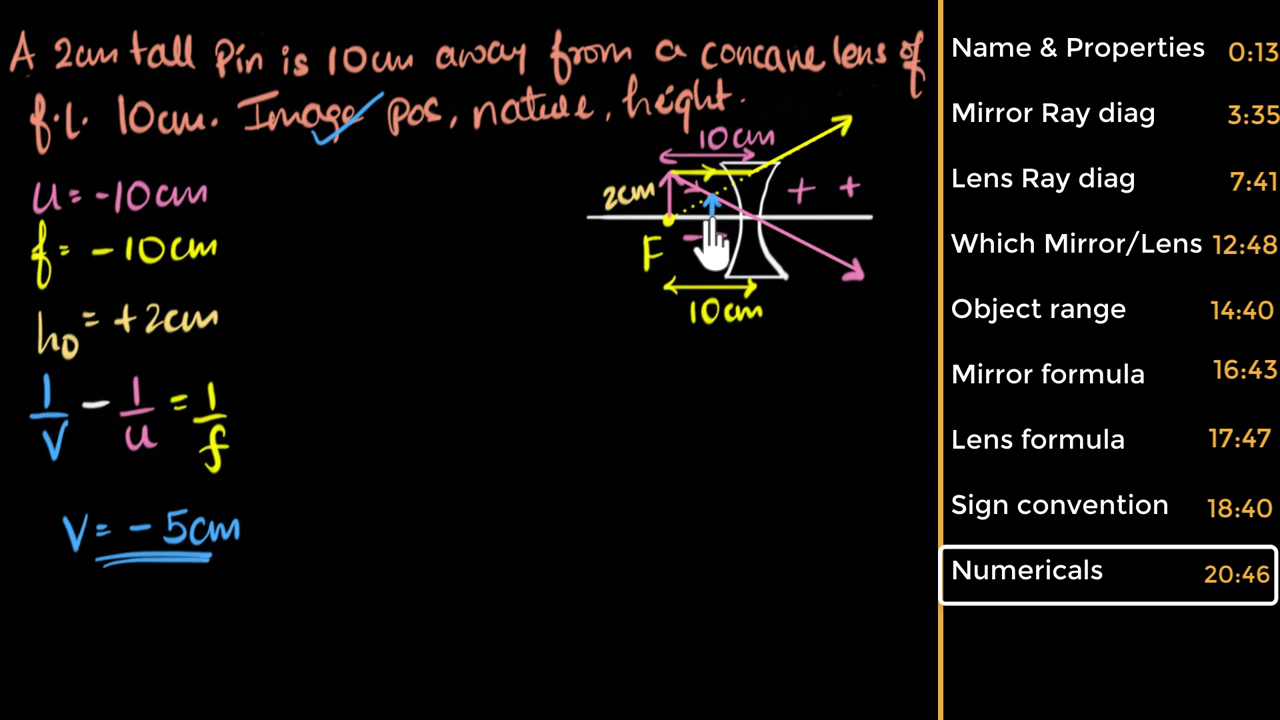 A 2cm tall Pin is 10cm away from a concave lens of
f.l. 10cm. Image pos, nature, height.
u = -10cm
f = -10cm
h₀ = +2cm
1/v - 1/u = 1/f
v = -5cm
10cm
2cm
+ +
F
-
10cm
Name & Properties 0:13
Mirror Ray diag 3:35
Lens Ray diag 7:41
Which Mirror/Lens 12:48
Object range 14:40
Mirror formula 16:43
Lens formula 17:47
Sign convention 18:40
Numericals 20:46